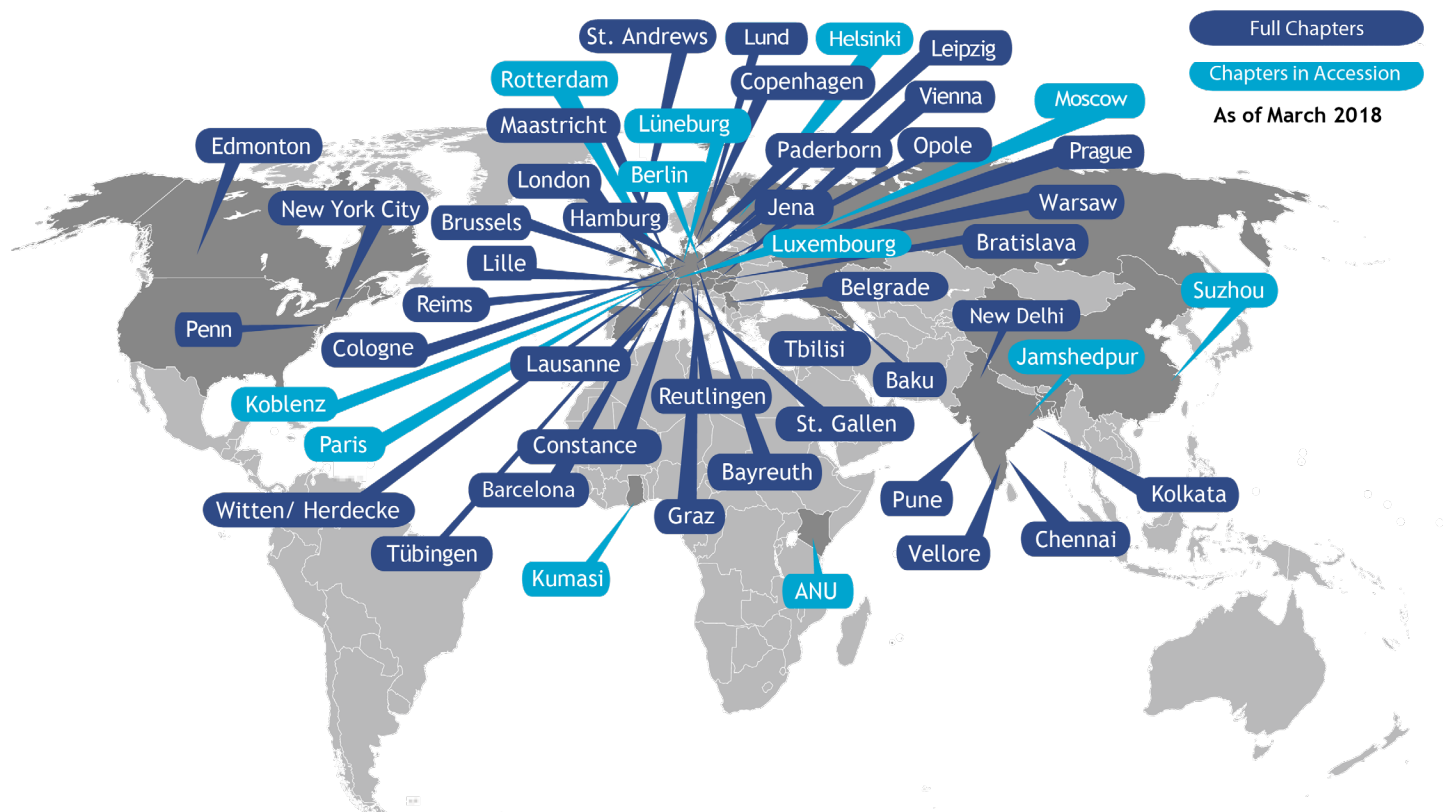 Full Chapters
Chapters in Accession
As of March 2018
St. Andrews
Lund
Helsinki
Leipzig
Rotterdam
Copenhagen
Vienna
Moscow
Maastricht
Lüneburg
Edmonton
Paderborn
Opole
Prague
London
Berlin
New York City
Hamburg
Jena
Warsaw
Brussels
Luxembourg
Bratislava
Lille
Belgrade
Suzhou
Reims
New Delhi
Penn
Cologne
Tbilisi
Jamshedpur
Lausanne
Baku
Koblenz
Reutlingen
St. Gallen
Paris
Constance
Bayreuth
Barcelona
Pune
Kolkata
Witten/ Herdecke
Graz
Tübingen
Vellore
Chennai
Kumasi
ANU